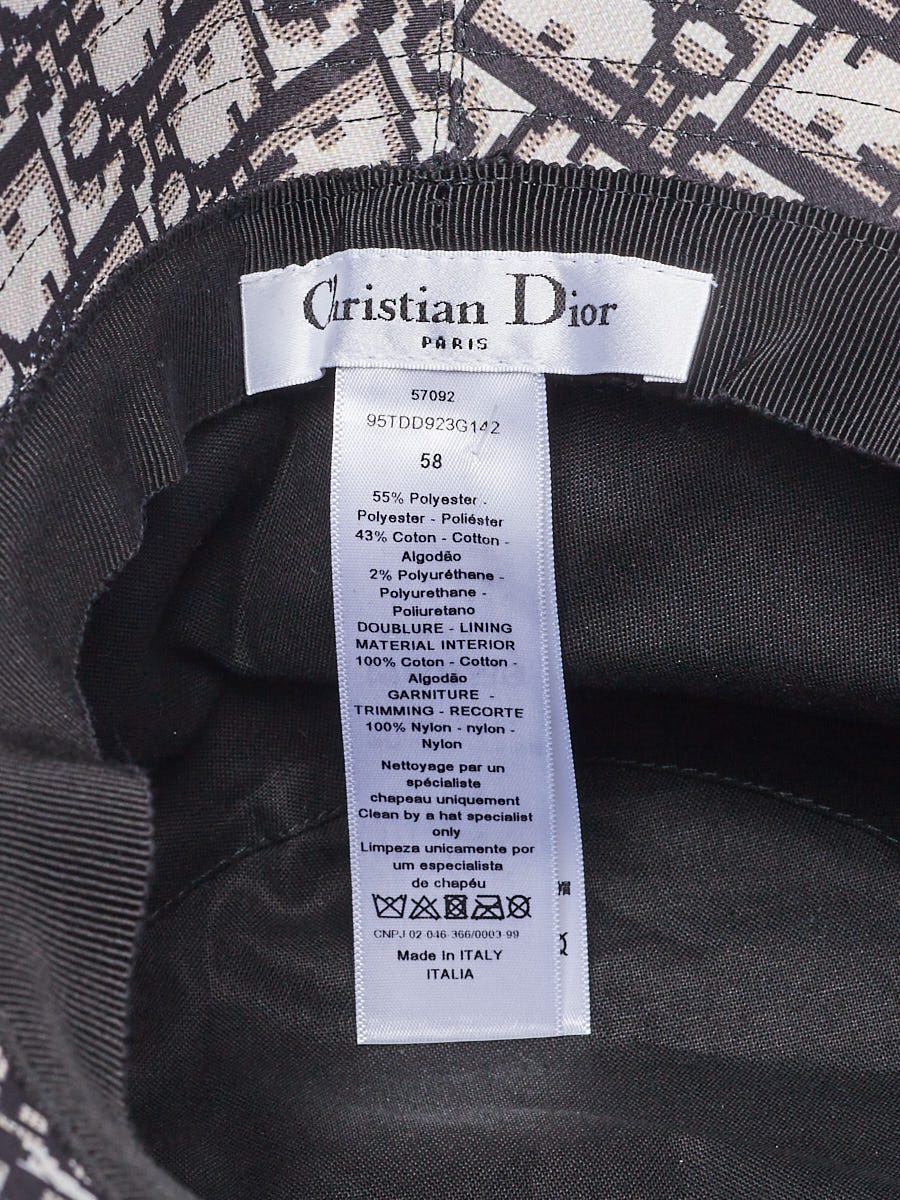 Christian Dior
PARIS
57092
95TDD923G142
58
55% Polyester -
Polyester - Poliéster
43% Coton - Cotton -
Algodão
2% Polyuréthane -
Polyurethane -
Poliuretano
DOUBLURE - LINING
MATERIAL INTERIOR
100% Coton - Cotton -
Algodão
GARNITURE -
TRIMMING - RECORTE
100% Nylon - nylon -
Nylon
Nettoyage par un
spécialiste
chapeau uniquement
Clean by a hat specialist
only
Limpeza unicamente por
um especialista
de chapéu
CNPJ 02-046-366/0003-99
Made in ITALY
ITALIA